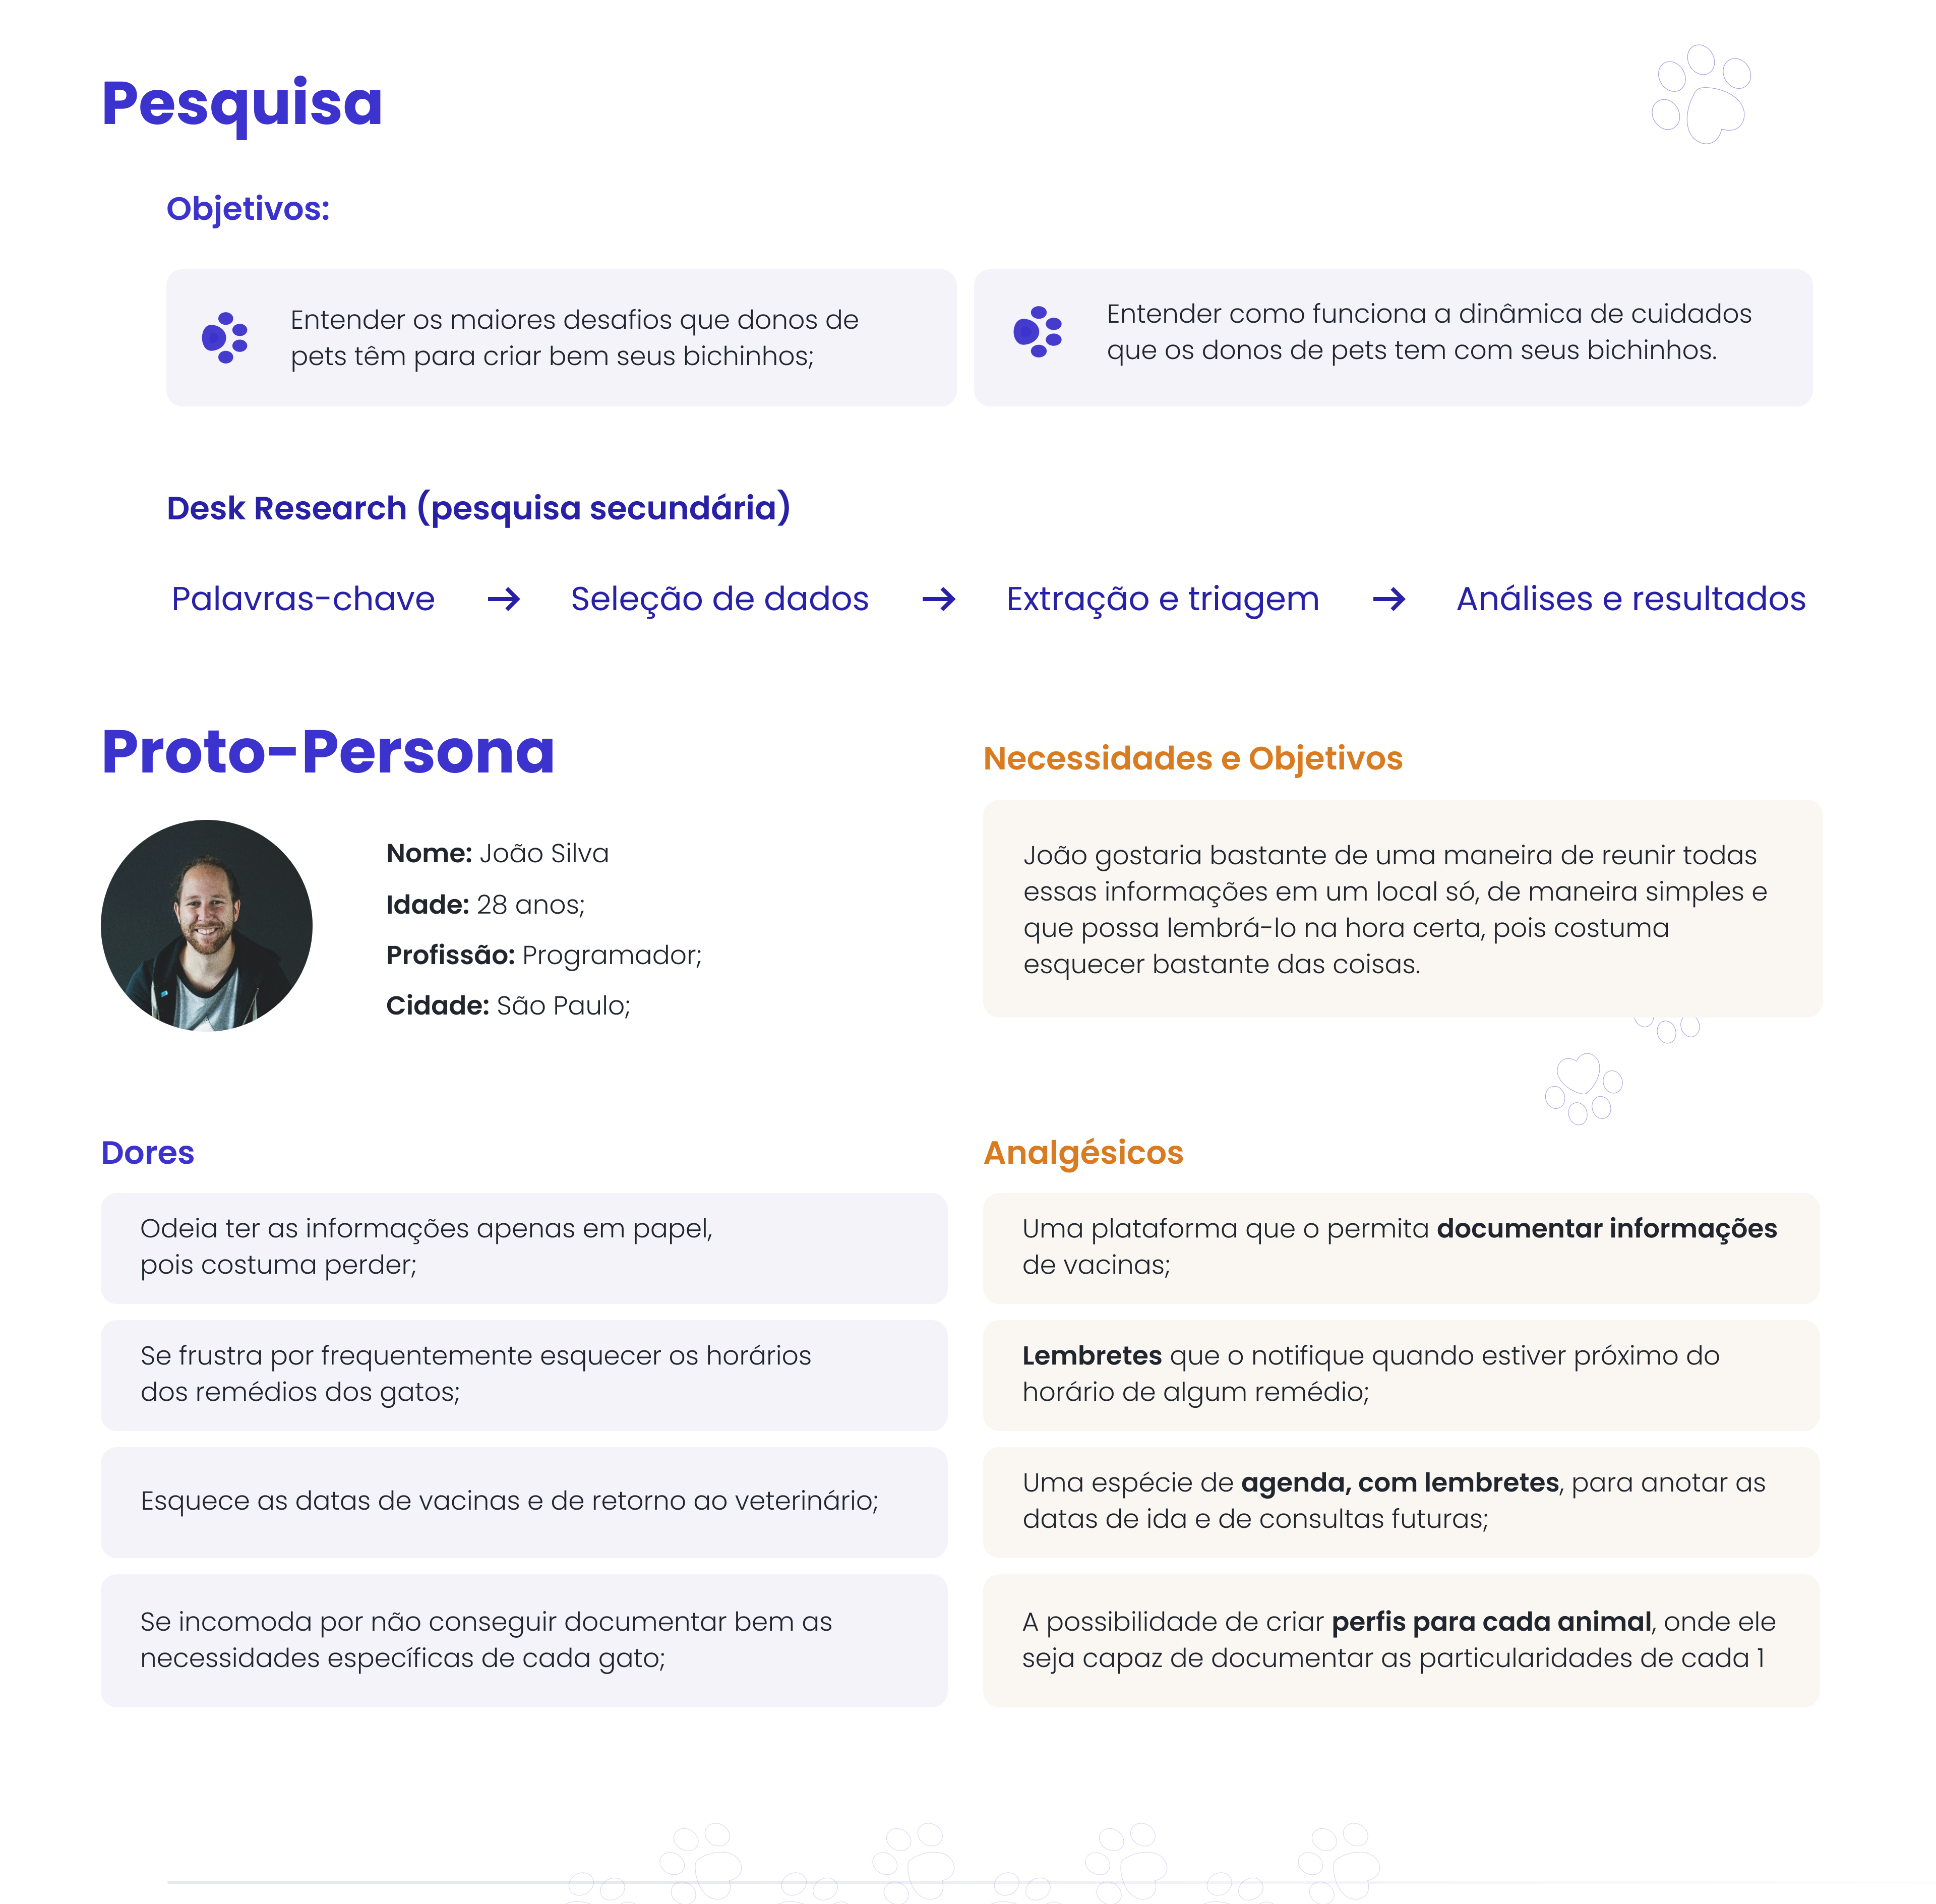 Pesquisa
Objetivos:
Entender os maiores desafios que donos de
pets têm para criar bem seus bichinhos;
Entender como funciona a dinâmica de cuidados
que os donos de pets tem com seus bichinhos.
Desk Research (pesquisa secundária)
Palavras-chave → Seleção de dados → Extração e triagem → Análises e resultados
Proto-Persona
Nome: João Silva
Idade: 28 anos;
Profissão: Programador;
Cidade: São Paulo;
Necessidades e Objetivos
João gostaria bastante de uma maneira de reunir todas
essas informações em um local só, de maneira simples e
que possa lembrá-lo na hora certa, pois costuma
esquecer bastante das coisas.
Dores
Odeia ter as informações apenas em papel,
pois costuma perder;
Se frustra por frequentemente esquecer os horários
dos remédios dos gatos;
Esquece as datas de vacinas e de retorno ao veterinário;
Se incomoda por não conseguir documentar bem as
necessidades específicas de cada gato;
Analgésicos
Uma plataforma que o permita documentar informações
de vacinas;
Lembretes que o notifique quando estiver próximo do
horário de algum remédio;
Uma espécie de agenda, com lembretes, para anotar as
datas de ida e de consultas futuras;
A possibilidade de criar perfis para cada animal, onde ele
seja capaz de documentar as particularidades de cada 1